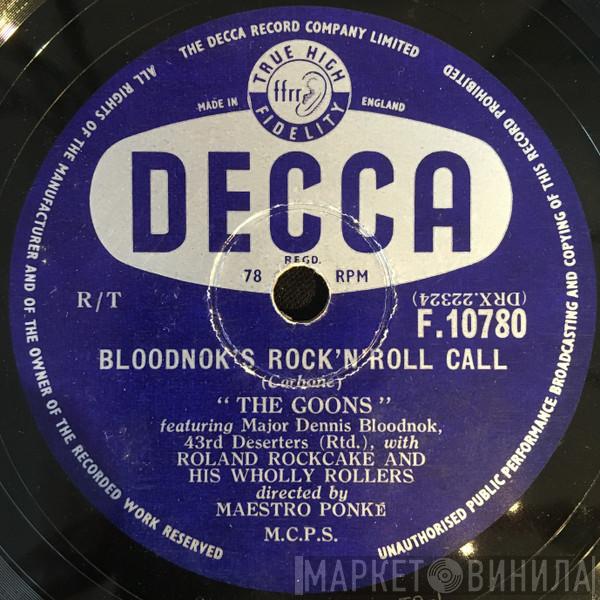 ALL RIGHTS OF THE MANUFACTURER AND OF THE OWNER OF THE RECORDED WORK RESERVED
THE DECCA RECORD COMPANY LIMITED
UNAUTHORISED PUBLIC PERFORMANCE BROADCASTING AND COPYING OF THIS RECORD PROHIBITED
TRUE HIGH
ffrr
FIDELITY
MADE IN ENGLAND
DECCA
REGD.
78 RPM
R/T
(DRX.22324)
F.10780
BLOODNOK'S ROCK'N'ROLL CALL
(Carbone)
" THE GOONS "
featuring Major Dennis Bloodnok,
43rd Deserters (Rtd.), with
ROLAND ROCKCAKE AND
HIS WHOLLY ROLLERS
directed by
MAESTRO PONKÉ
M.C.P.S.
МАРКЕТ ВИНИЛА